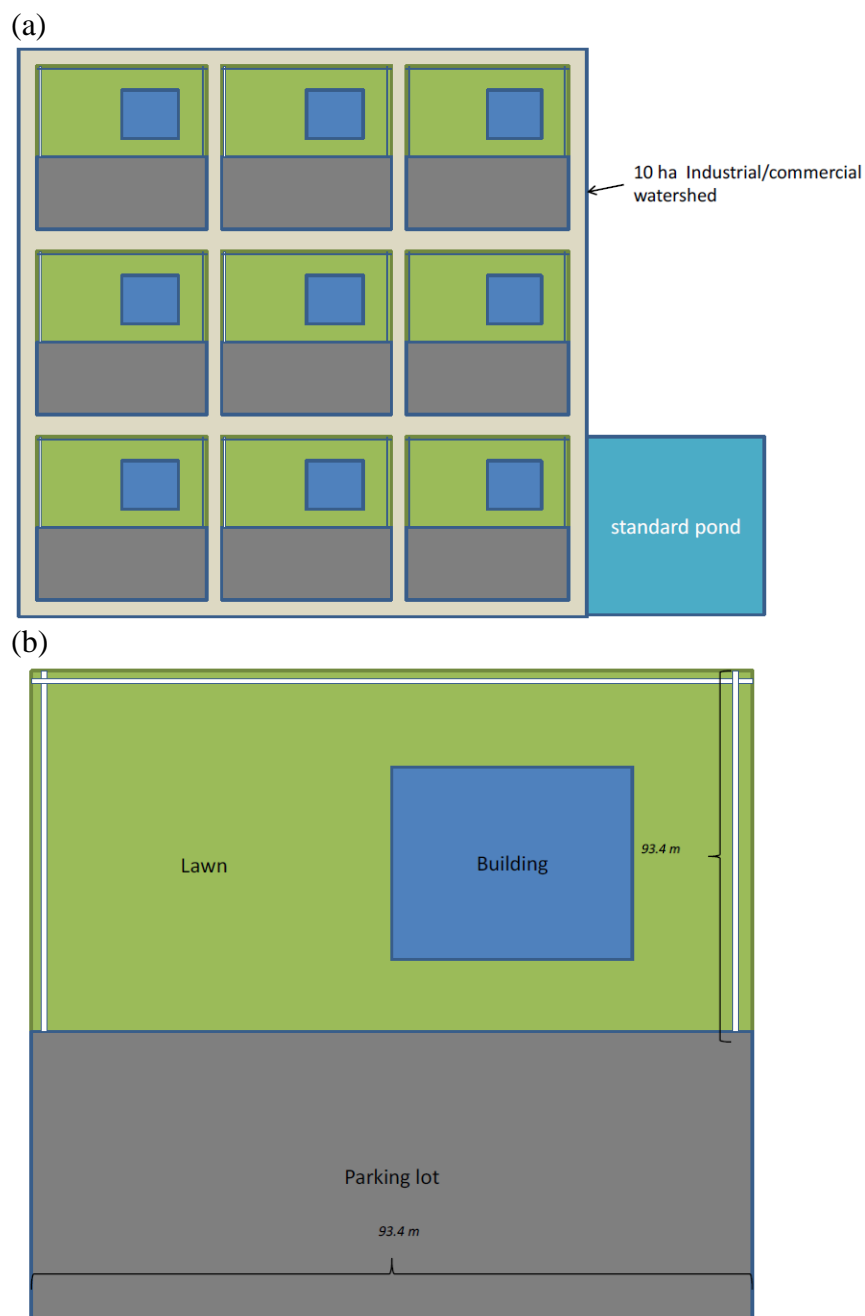 (a)
10 ha Industrial/commercial
watershed
standard pond
(b)
93.4 m
Lawn
Building
Parking lot
93.4 m